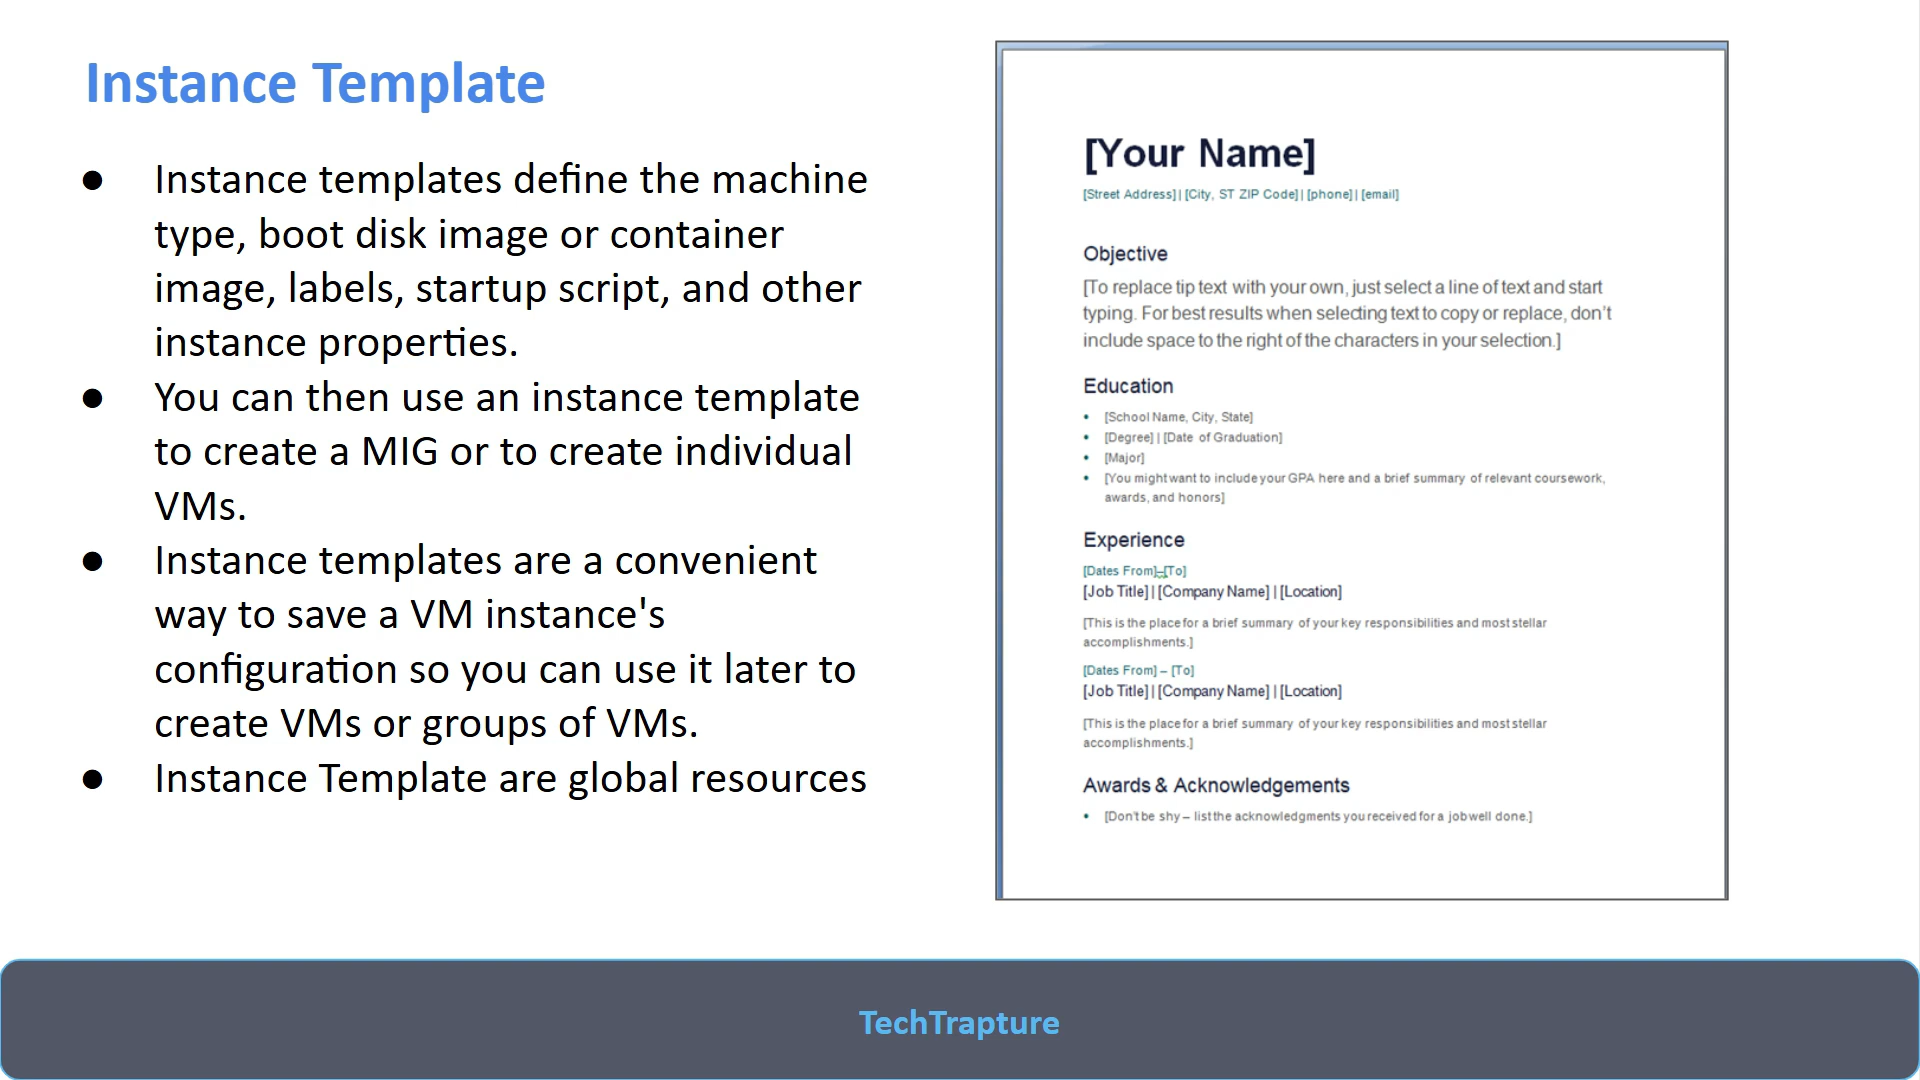 Instance Template
● Instance templates define the machine
type, boot disk image or container
image, labels, startup script, and other
instance properties.
● You can then use an instance template
to create a MIG or to create individual
VMs.
● Instance templates are a convenient
way to save a VM instance's
configuration so you can use it later to
create VMs or groups of VMs.
● Instance Template are global resources
[Your Name]
[Street Address] | [City, ST ZIP Code] | [phone] | [email]
Objective
[To replace tip text with your own, just select a line of text and start
typing. For best results when selecting text to copy or replace, don’t
include space to the right of the characters in your selection.]
Education
• [School Name, City, State]
• [Degree] | [Date of Graduation]
• [Major]
• [You might want to include your GPA here and a brief summary of relevant coursework,
awards, and honors]
Experience
[Dates From]–[To]
[Job Title] | [Company Name] | [Location]
[This is the place for a brief summary of your key responsibilities and most stellar
accomplishments.]
[Dates From] – [To]
[Job Title] | [Company Name] | [Location]
[This is the place for a brief summary of your key responsibilities and most stellar
accomplishments.]
Awards & Acknowledgements
• [Don’t be shy – list the acknowledgments you received for a job well done.]
TechTrapture